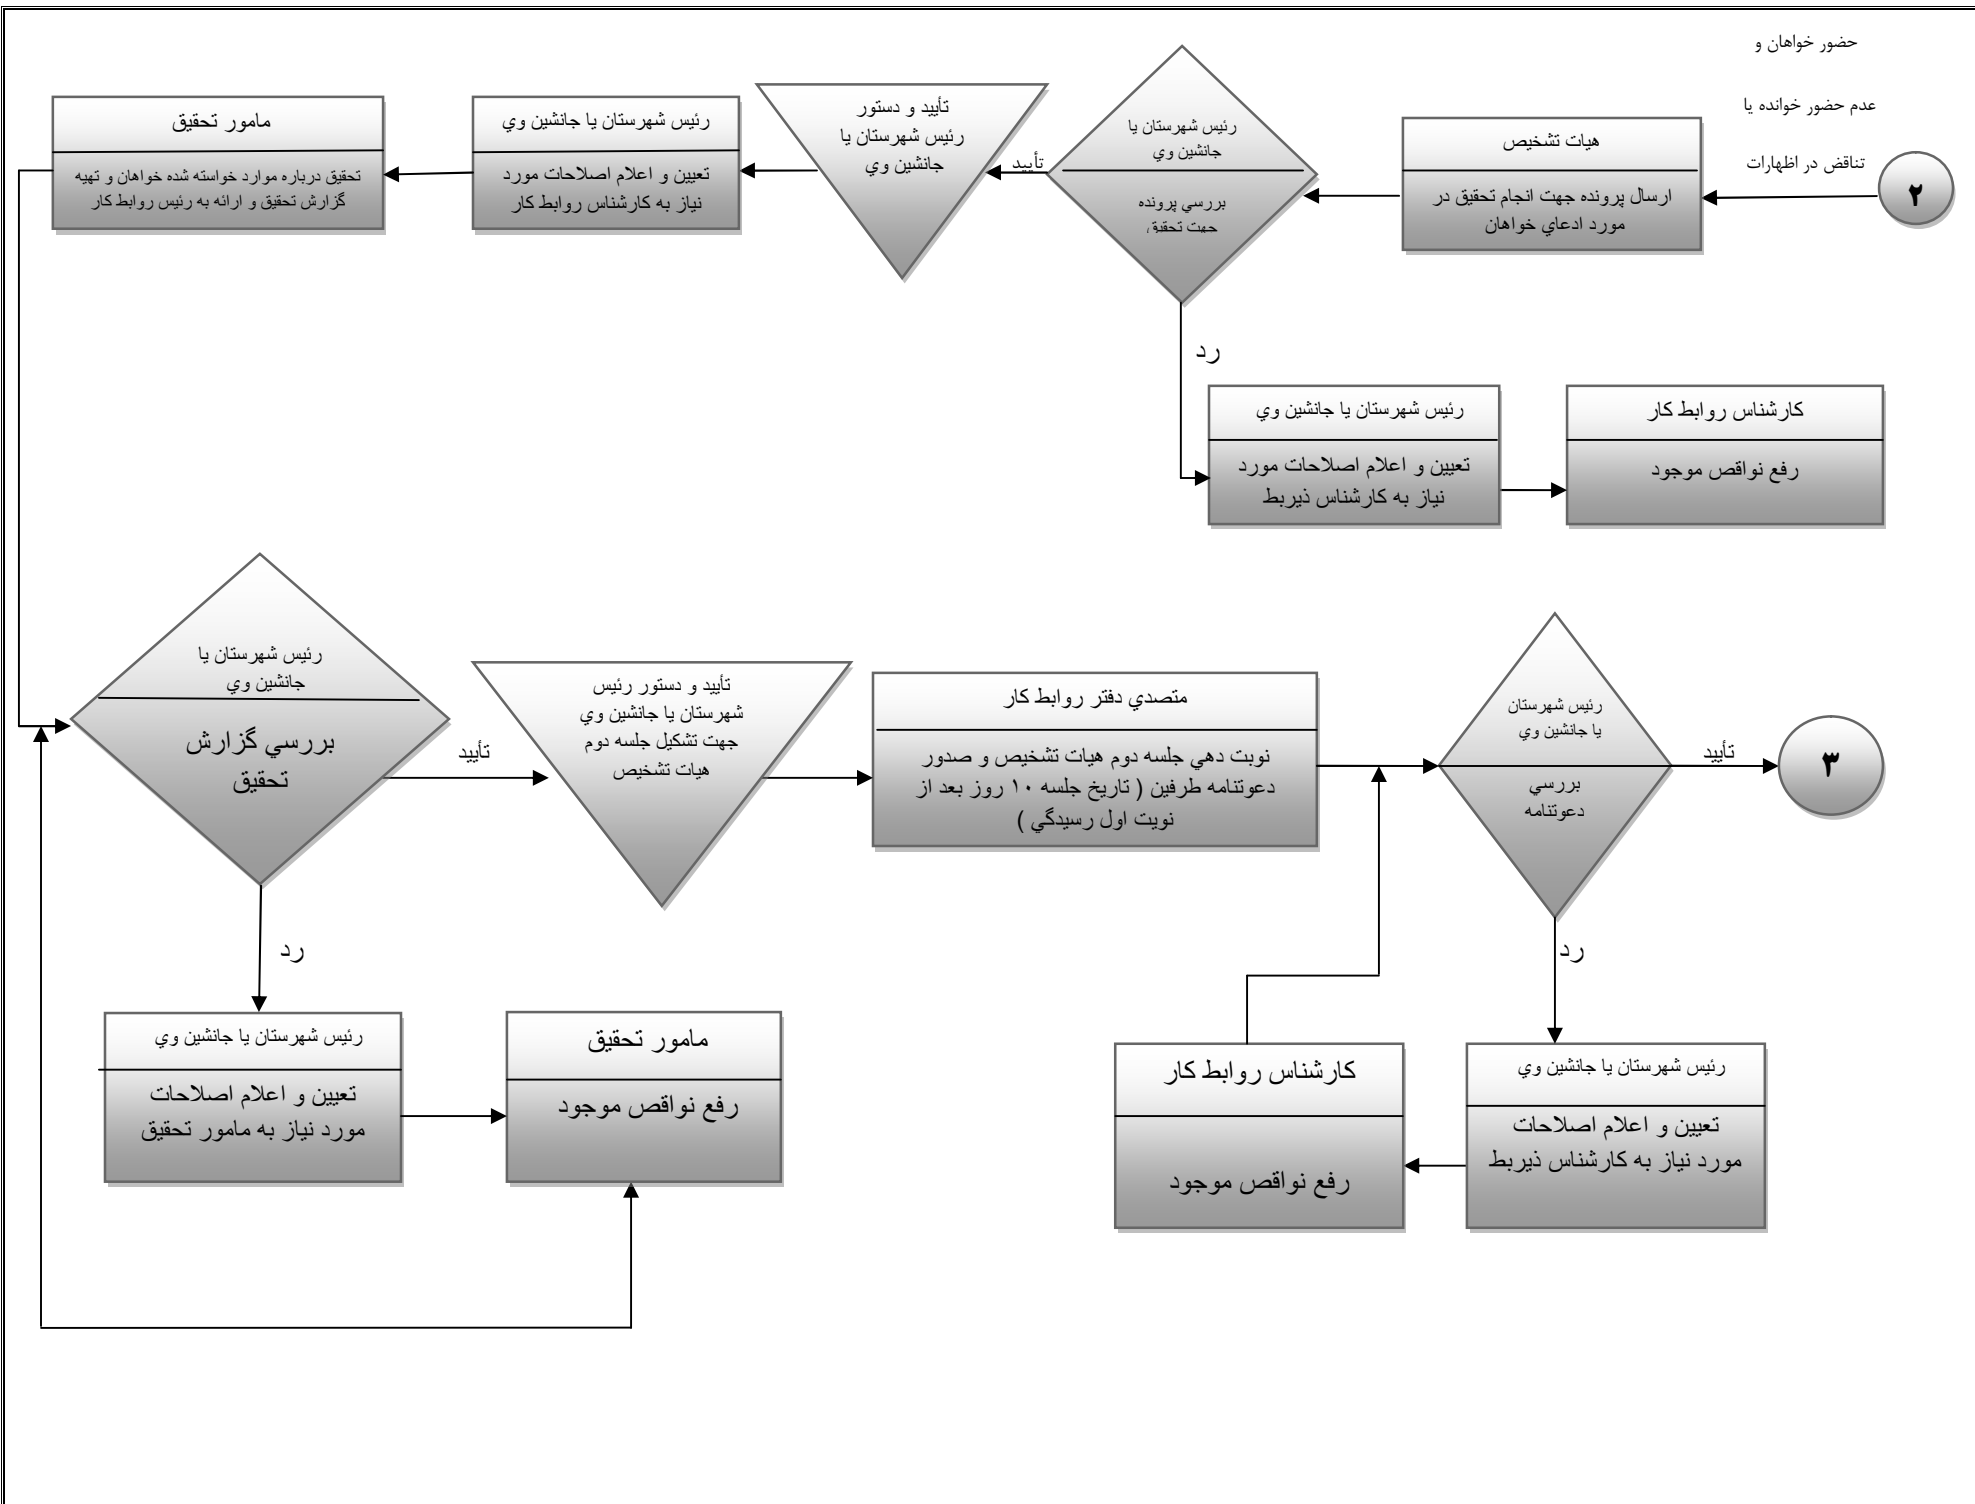 حضور خواهان و
عدم حضور خوانده يا
تناقض در اظهارات
۲
هيات تشخيص
ارسال پرونده جهت انجام تحقيق در
مورد ادعاي خواهان
رئيس شهرستان يا
جانشين وي
بررسي پرونده
جهت تحقيق
تأييد
تأييد و دستور
رئيس شهرستان يا
جانشين وي
رئيس شهرستان يا جانشين وي
تعيين و اعلام اصلاحات مورد
نياز به كارشناس روابط كار
مامور تحقيق
تحقيق درباره موارد خواسته شده خواهان و تهيه
گزارش تحقيق و ارائه به رئيس روابط كار
رد
رئيس شهرستان يا جانشين وي
تعيين و اعلام اصلاحات مورد
نياز به كارشناس ذيربط
كارشناس روابط كار
رفع نواقص موجود
رئيس شهرستان يا
جانشين وي
بررسي گزارش
تحقيق
تأييد
تأييد و دستور رئيس
شهرستان يا جانشين وي
جهت تشكيل جلسه دوم
هيات تشخيص
متصدي دفتر روابط كار
نوبت دهي جلسه دوم هيات تشخيص و صدور
دعوتنامه طرفين ( تاريخ جلسه ۱۰ روز بعد از
نوبت اول رسيدگي )
رئيس شهرستان
يا جانشين وي
بررسي
دعوتنامه
تأييد
۳
رد
رئيس شهرستان يا جانشين وي
تعيين و اعلام اصلاحات
مورد نياز به مامور تحقيق
مامور تحقيق
رفع نواقص موجود
رد
رئيس شهرستان يا جانشين وي
تعيين و اعلام اصلاحات
مورد نياز به كارشناس ذيربط
كارشناس روابط كار
رفع نواقص موجود